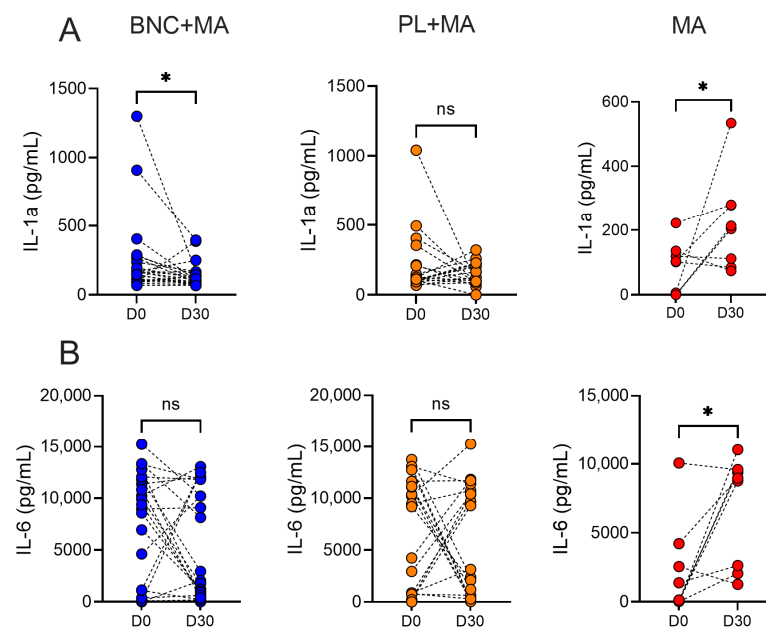 A
BNC+MA
PL+MA
MA
IL-1a (pg/mL)
1500
1000
500
0
*
D0
D30
IL-1a (pg/mL)
1500
1000
500
0
ns
D0
D30
IL-1a (pg/mL)
600
400
200
0
*
D0
D30
B
IL-6 (pg/mL)
20,000
15,000
10,000
5000
0
ns
D0
D30
IL-6 (pg/mL)
20,000
15,000
10,000
5000
0
ns
D0
D30
IL-6 (pg/mL)
15,000
10,000
5000
0
*
D0
D30